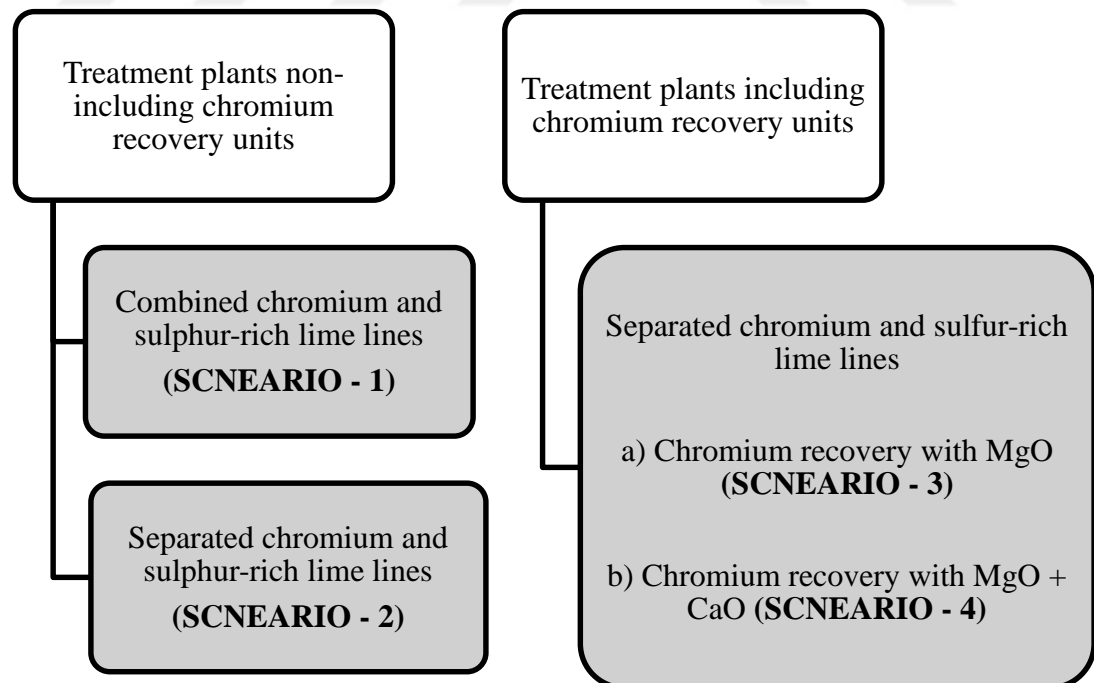 Treatment plants non-
including chromium
recovery units
Combined chromium and
sulphur-rich lime lines
(SCNEARIO - 1)
Separated chromium and
sulphur-rich lime lines
(SCNEARIO - 2)
Treatment plants including
chromium recovery units
Separated chromium and sulfur-rich
lime lines
a) Chromium recovery with MgO
(SCNEARIO - 3)
b) Chromium recovery with MgO +
CaO (SCNEARIO - 4)